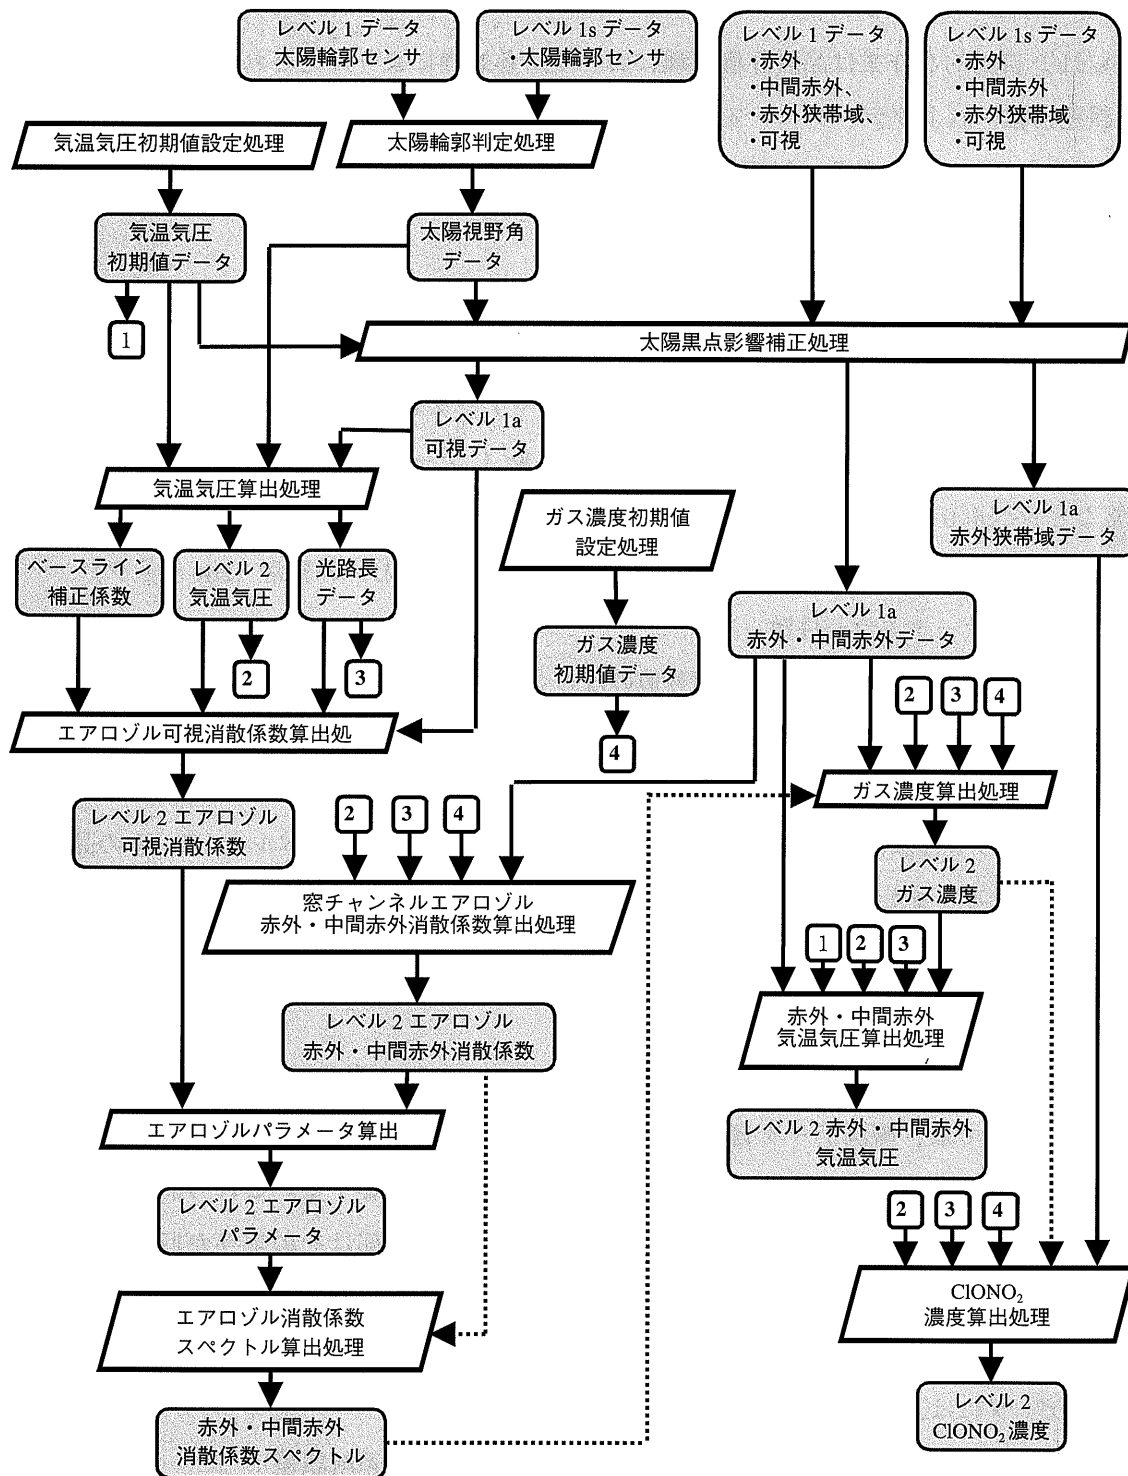 レベル 1 データ
太陽輪郭センサ
レベル 1s データ
・太陽輪郭センサ
レベル 1 データ
・赤外
・中間赤外、
・赤外狭帯域、
・可視
レベル 1s データ
・赤外
・中間赤外
・赤外狭帯域
・可視
気温気圧初期値設定処理
太陽輪郭判定処理
気温気圧
初期値データ
太陽視野角
データ
1
太陽黒点影響補正処理
レベル 1a
可視データ
気温気圧算出処理
ガス濃度初期値
設定処理
レベル 1a
赤外狭帯域データ
ベースライン
補正係数
レベル 2
気温気圧
光路長
データ
レベル 1a
赤外・中間赤外データ
ガス濃度
初期値データ
2
3
2
3
4
エアロゾル可視消散係数算出処
4
ガス濃度算出処理
レベル 2 エアロゾル
可視消散係数
2
3
4
レベル 2
ガス濃度
窓チャンネルエアロゾル
赤外・中間赤外消散係数算出処理
1
2
3
レベル 2 エアロゾル
赤外・中間赤外消散係数
赤外・中間赤外
気温気圧算出処理
エアロゾルパラメータ算出
レベル 2 赤外・中間赤外
気温気圧
レベル 2 エアロゾル
パラメータ
2
3
4
エアロゾル消散係数
スペクトル算出処理
ClONO₂
濃度算出処理
赤外・中間赤外
消散係数スペクトル
レベル 2
ClONO₂ 濃度